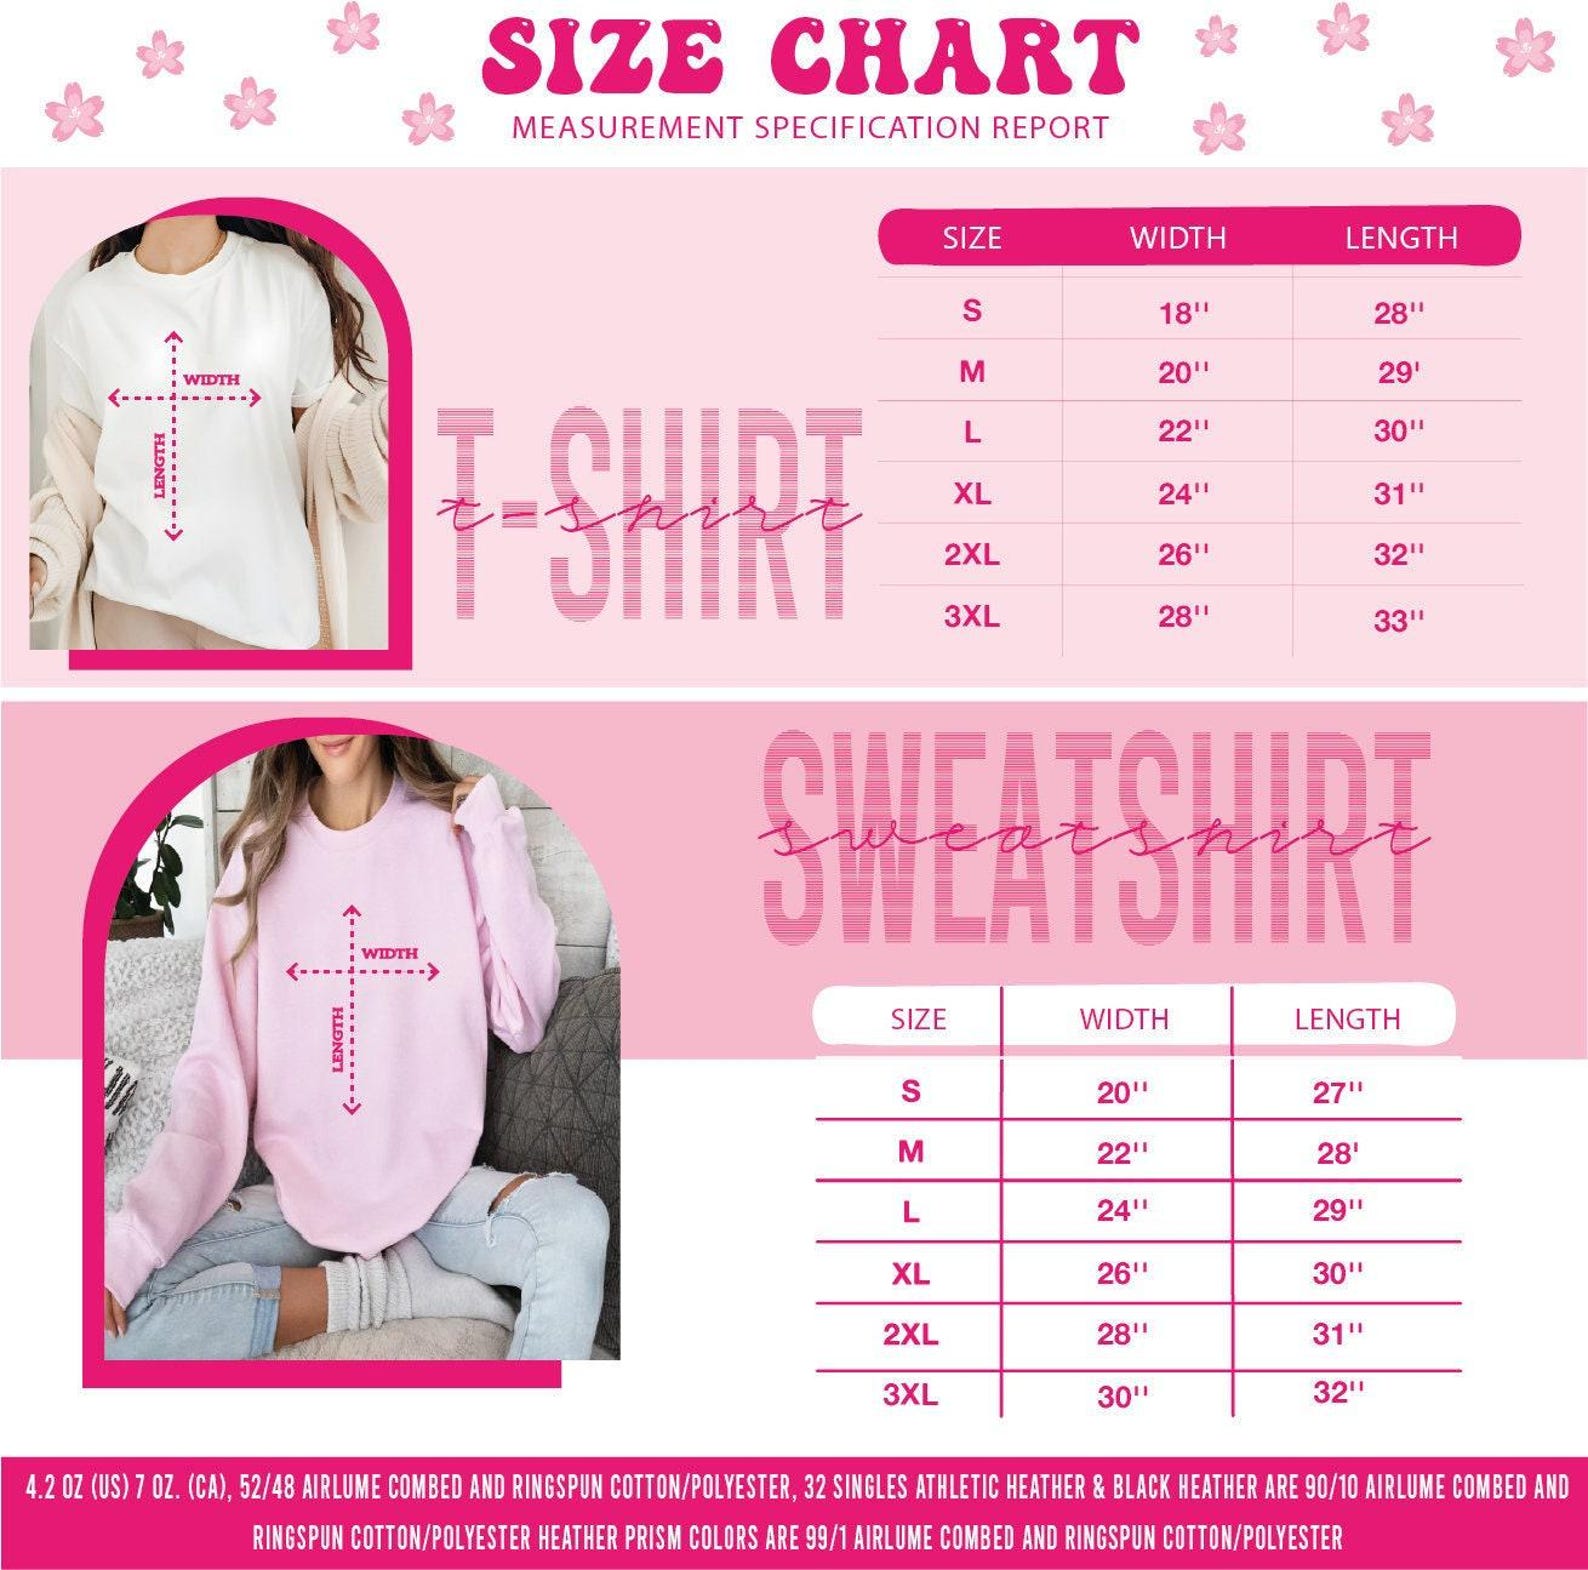 SIZE CHART
MEASUREMENT SPECIFICATION REPORT
WIDTH
LENGTH
T-SHIRT
t-shirt
SIZE WIDTH LENGTH
S 18'' 28''
M 20'' 29'
L 22'' 30''
XL 24'' 31''
2XL 26'' 32''
3XL 28'' 33''
SWEATSHIRT
sweatshirt
WIDTH
LENGTH
SIZE WIDTH LENGTH
S 20'' 27''
M 22'' 28'
L 24'' 29''
XL 26'' 30''
2XL 28'' 31''
3XL 30'' 32''
4.2 OZ (US) 7 OZ. (CA), 52/48 AIRLUME COMBED AND RINGSPUN COTTON/POLYESTER, 32 SINGLES ATHLETIC HEATHER & BLACK HEATHER ARE 90/10 AIRLUME COMBED AND
RINGSPUN COTTON/POLYESTER HEATHER PRISM COLORS ARE 99/1 AIRLUME COMBED AND RINGSPUN COTTON/POLYESTER